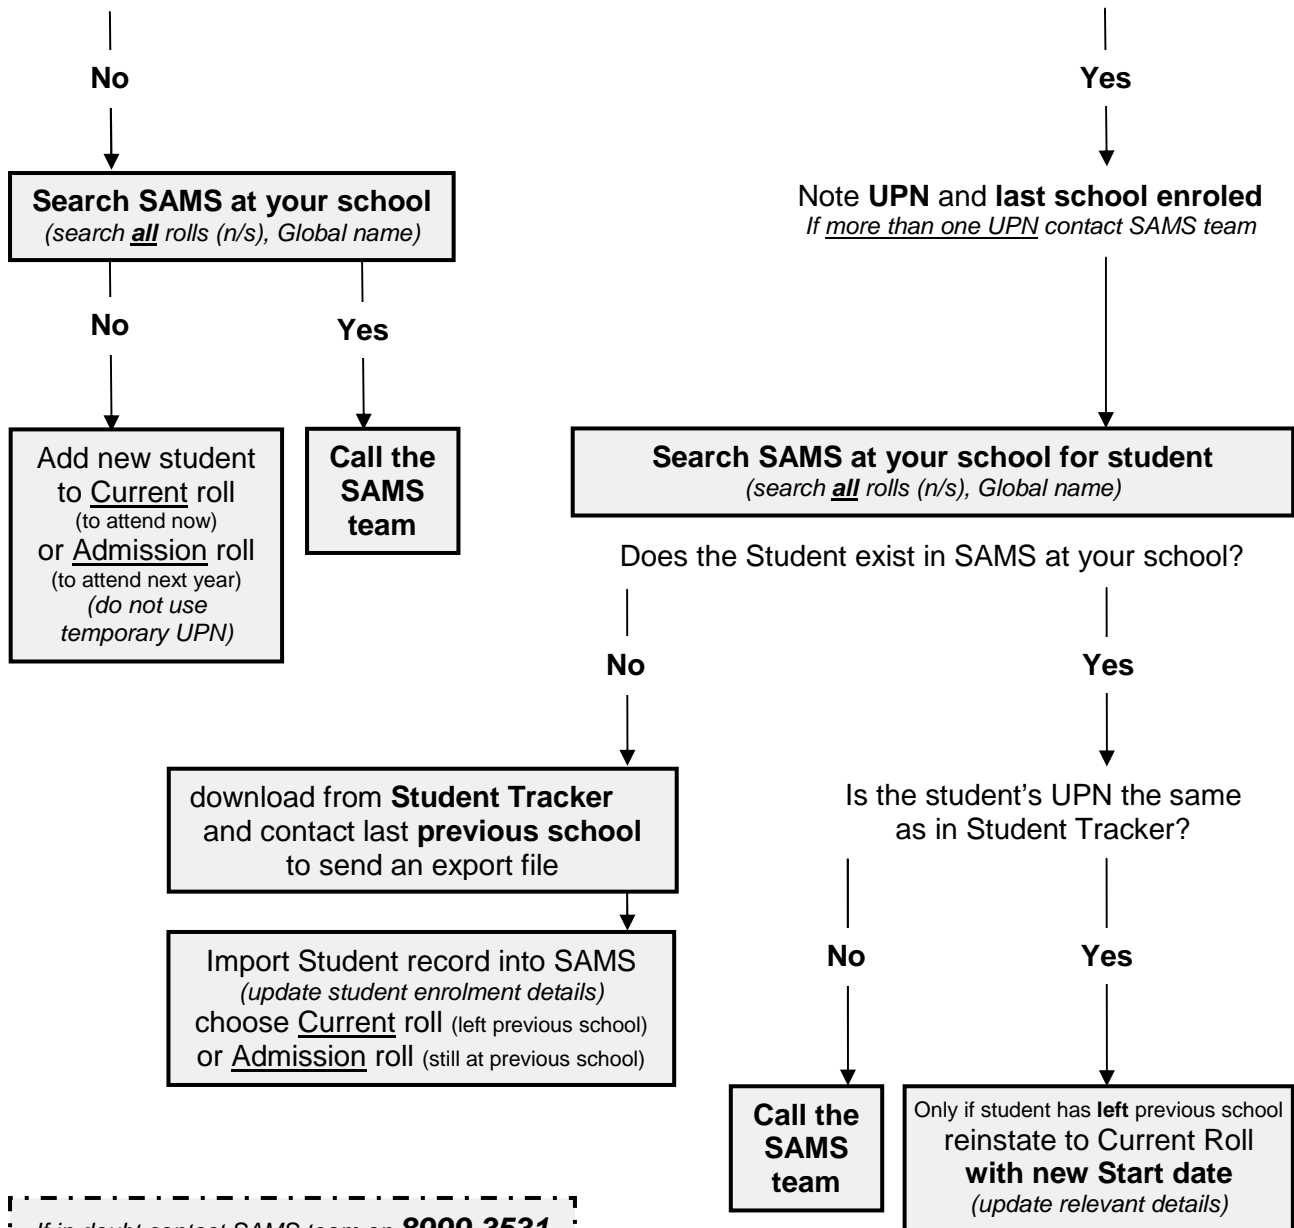 No
Yes
Search SAMS at your school
(search all rolls (n/s), Global name)
Note UPN and last school enroled
If more than one UPN contact SAMS team
No
Yes
Add new student
to Current roll
(to attend now)
or Admission roll
(to attend next year)
(do not use
temporary UPN)
Call the
SAMS
team
Search SAMS at your school for student
(search all rolls (n/s), Global name)
Does the Student exist in SAMS at your school?
No
Yes
download from Student Tracker
and contact last previous school
to send an export file
Is the student's UPN the same
as in Student Tracker?
Import Student record into SAMS
(update student enrolment details)
choose Current roll (left previous school)
or Admission roll (still at previous school)
No
Yes
Call the
SAMS
team
Only if student has left previous school
reinstate to Current Roll
with new Start date
(update relevant details)
If in doubt contact SAMS team on 8999 3531